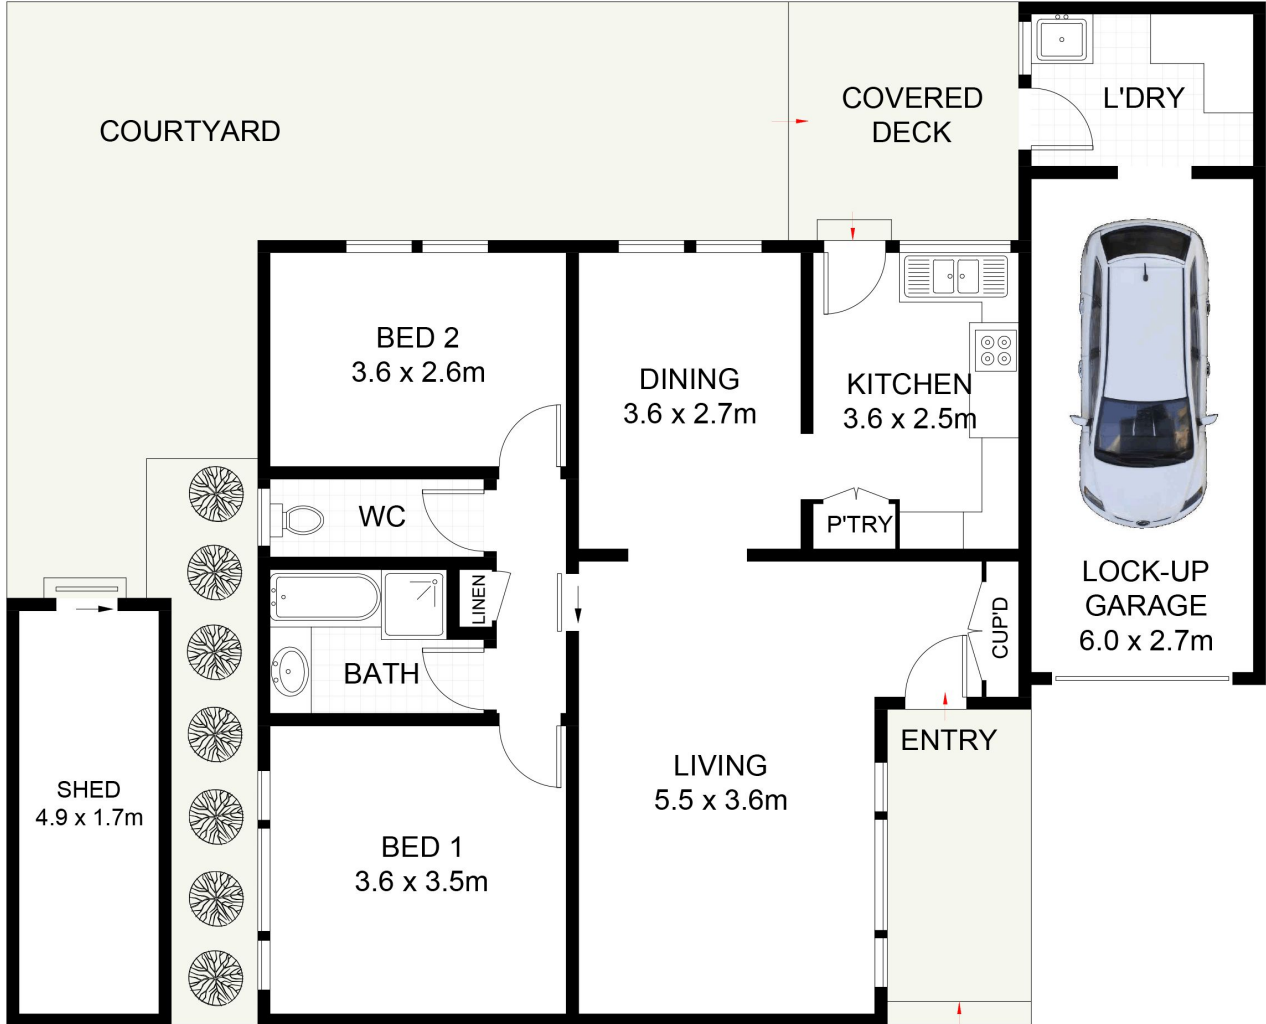 COURTYARD
COVERED
DECK
L'DRY
BED 2
3.6 x 2.6m
DINING
3.6 x 2.7m
KITCHEN
3.6 x 2.5m
WC
P'TRY
LINEN
BATH
CUP'D
LOCK-UP
GARAGE
6.0 x 2.7m
ENTRY
SHED
4.9 x 1.7m
LIVING
5.5 x 3.6m
BED 1
3.6 x 3.5m